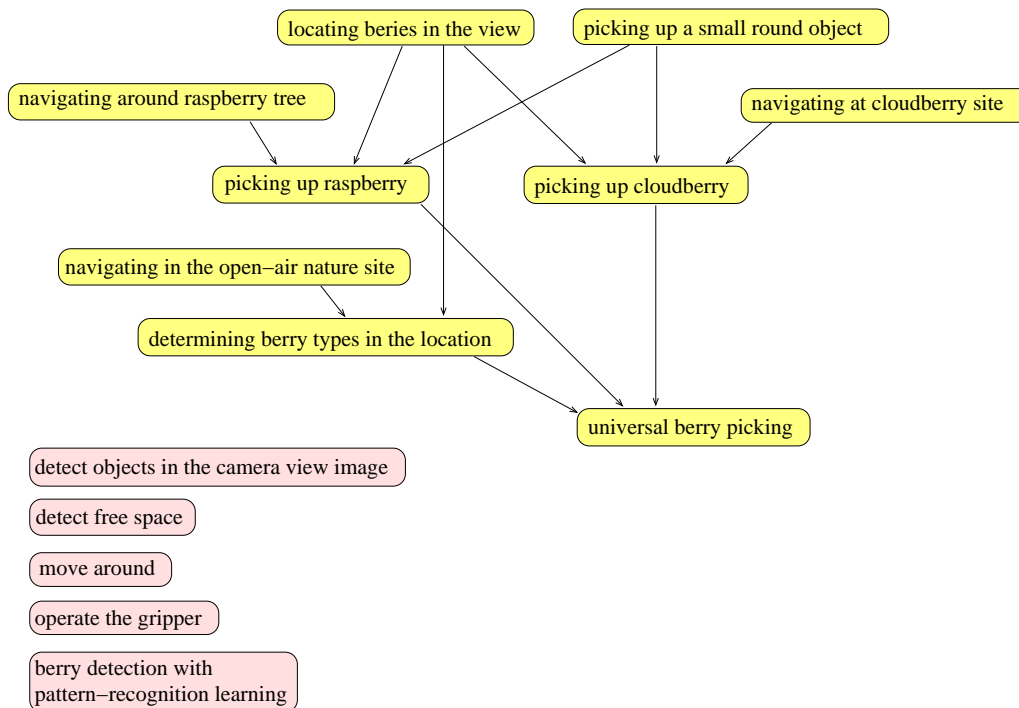 locating beries in the view
picking up a small round object
navigating around raspberry tree
navigating at cloudberry site
picking up raspberry
picking up cloudberry
navigating in the open−air nature site
determining berry types in the location
universal berry picking
detect objects in the camera view image
detect free space
move around
operate the gripper
berry detection with
pattern−recognition learning